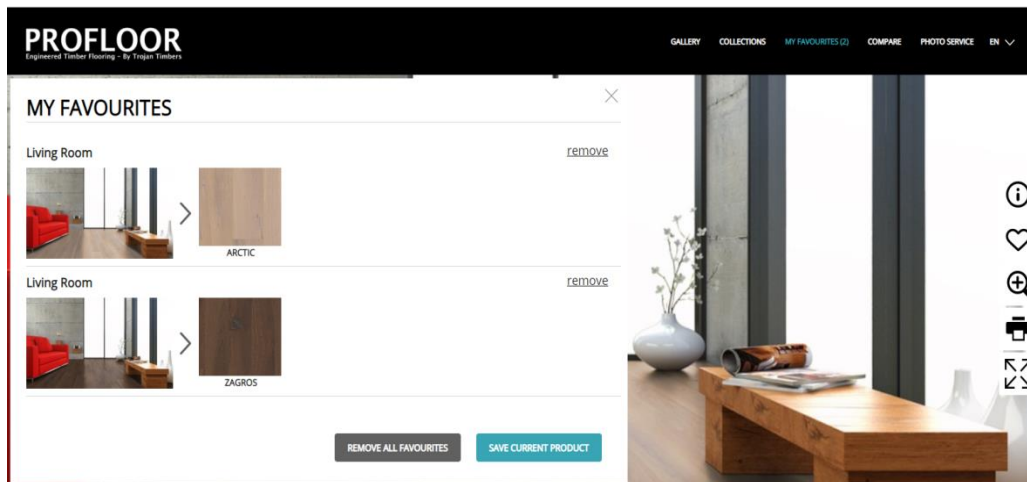 PROFLOOR
Engineered Timber Flooring - By Trojan Timbers
GALLERY COLLECTIONS MY FAVOURITES (2) COMPARE PHOTO SERVICE EN
MY FAVOURITES
Living Room
remove
ARCTIC
Living Room
remove
ZAGROS
REMOVE ALL FAVOURITES SAVE CURRENT PRODUCT